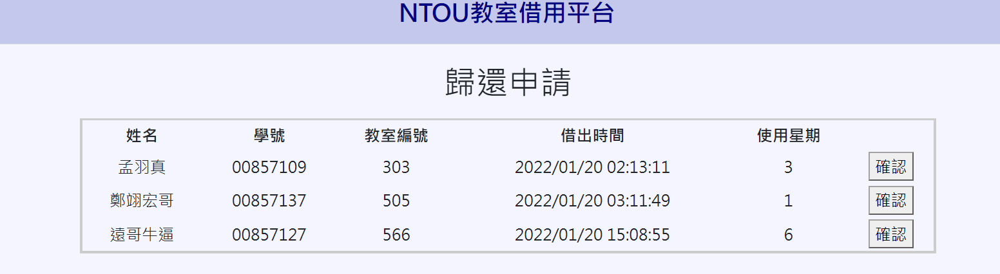 NTOU教室借用平台
歸還申請
姓名 學號 教室編號 借出時間 使用星期
孟羽真 00857109 303 2022/01/20 02:13:11 3 確認
鄭翊宏哥 00857137 505 2022/01/20 03:11:49 1 確認
遠哥牛逼 00857127 566 2022/01/20 15:08:55 6 確認